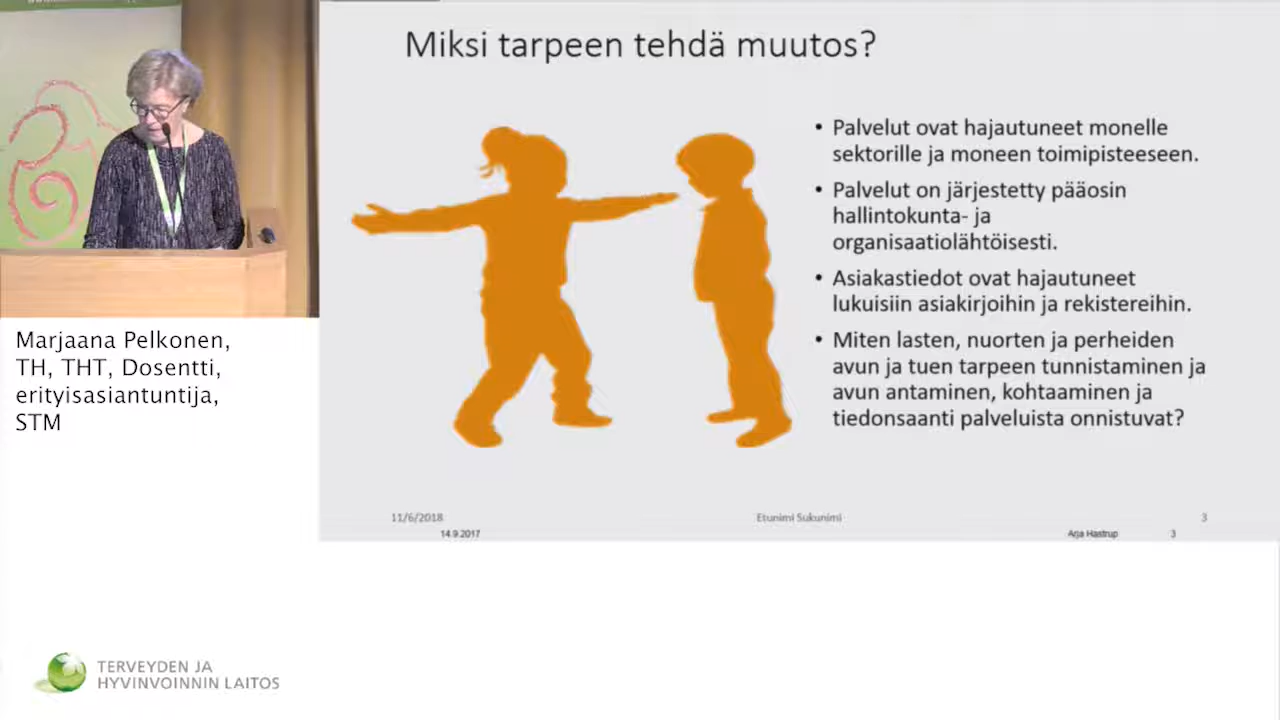 Miksi tarpeen tehdä muutos?
• Palvelut ovat hajautuneet monelle
sektorille ja moneen toimipisteeseen.
• Palvelut on järjestetty pääosin
hallintokunta- ja
organisaatiolähtöisesti.
• Asiakastiedot ovat hajautuneet
lukuisiin asiakirjoihin ja rekistereihin.
• Miten lasten, nuorten ja perheiden
avun ja tuen tarpeen tunnistaminen ja
avun antaminen, kohtaaminen ja
tiedonsaanti palveluista onnistuvat?
11/6/2018 Etunimi Sukunimi 3
14.9.2017 Arja Hastrup 3
Marjaana Pelkonen,
TH, THT, Dosentti,
erityisasiantuntija,
STM
TERVEYDEN JA
HYVINVOINNIN LAITOS